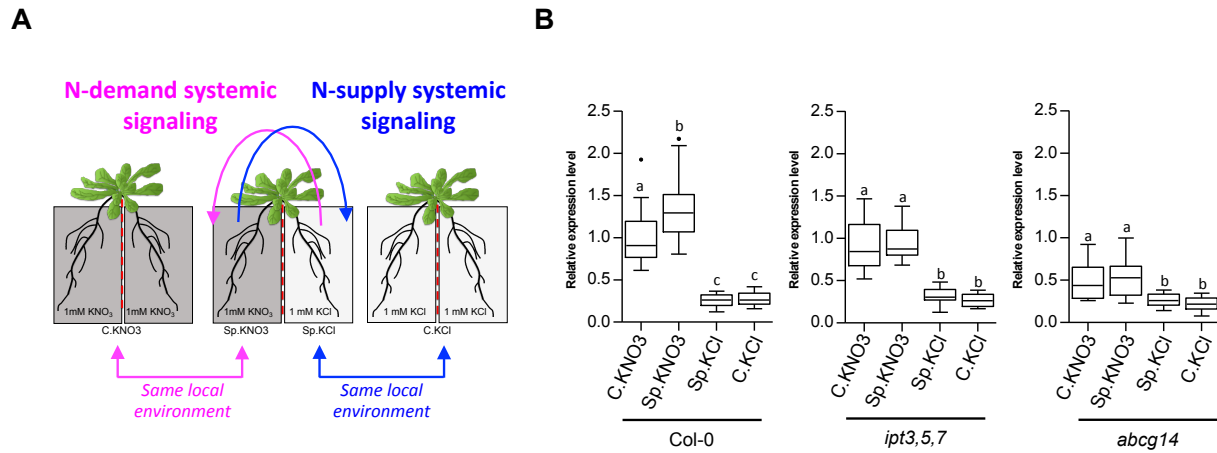 A
N-demand systemic
signaling
N-supply systemic
signaling
1mM KNO₃ 1mM KNO₃
1mM KNO₃ 1 mM KCl
1 mM KCl 1 mM KCl
C.KNO3
Sp.KNO3
Sp.KCl
C.KCl
Same local
environment
Same local
environment
B
Relative expression level
2.5
2.0
1.5
1.0
0.5
0.0
a
b
c
c
C.KNO3
Sp.KNO3
Sp.KCl
C.KCl
Col-0
Relative expression level
2.5
2.0
1.5
1.0
0.5
0.0
a
a
b
b
C.KNO3
Sp.KNO3
Sp.KCl
C.KCl
ipt3,5,7
Relative expression level
2.5
2.0
1.5
1.0
0.5
0.0
a
a
b
b
C.KNO3
Sp.KNO3
Sp.KCl
C.KCl
abcg14